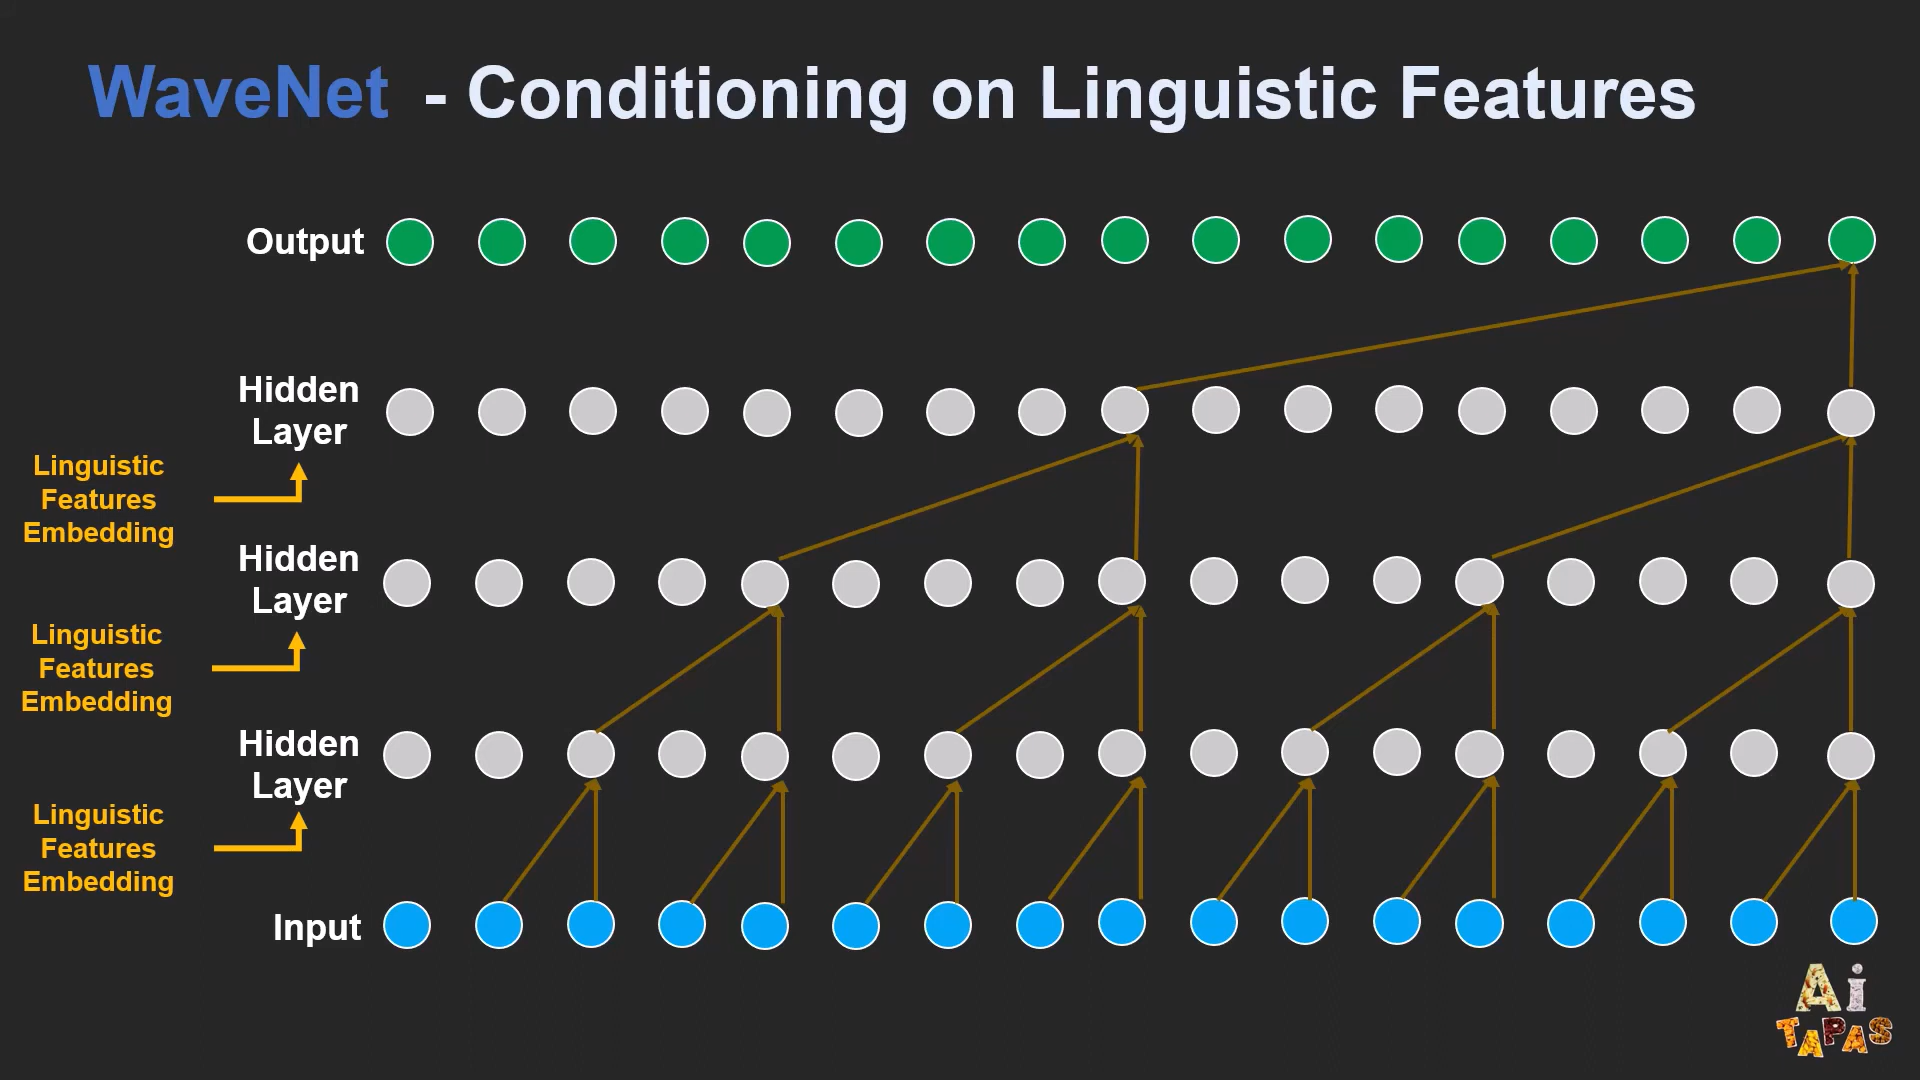 WaveNet - Conditioning on Linguistic Features
Output
Hidden
Layer
Linguistic
Features
Embedding
Hidden
Layer
Linguistic
Features
Embedding
Hidden
Layer
Linguistic
Features
Embedding
Input
Ai
TAPAS